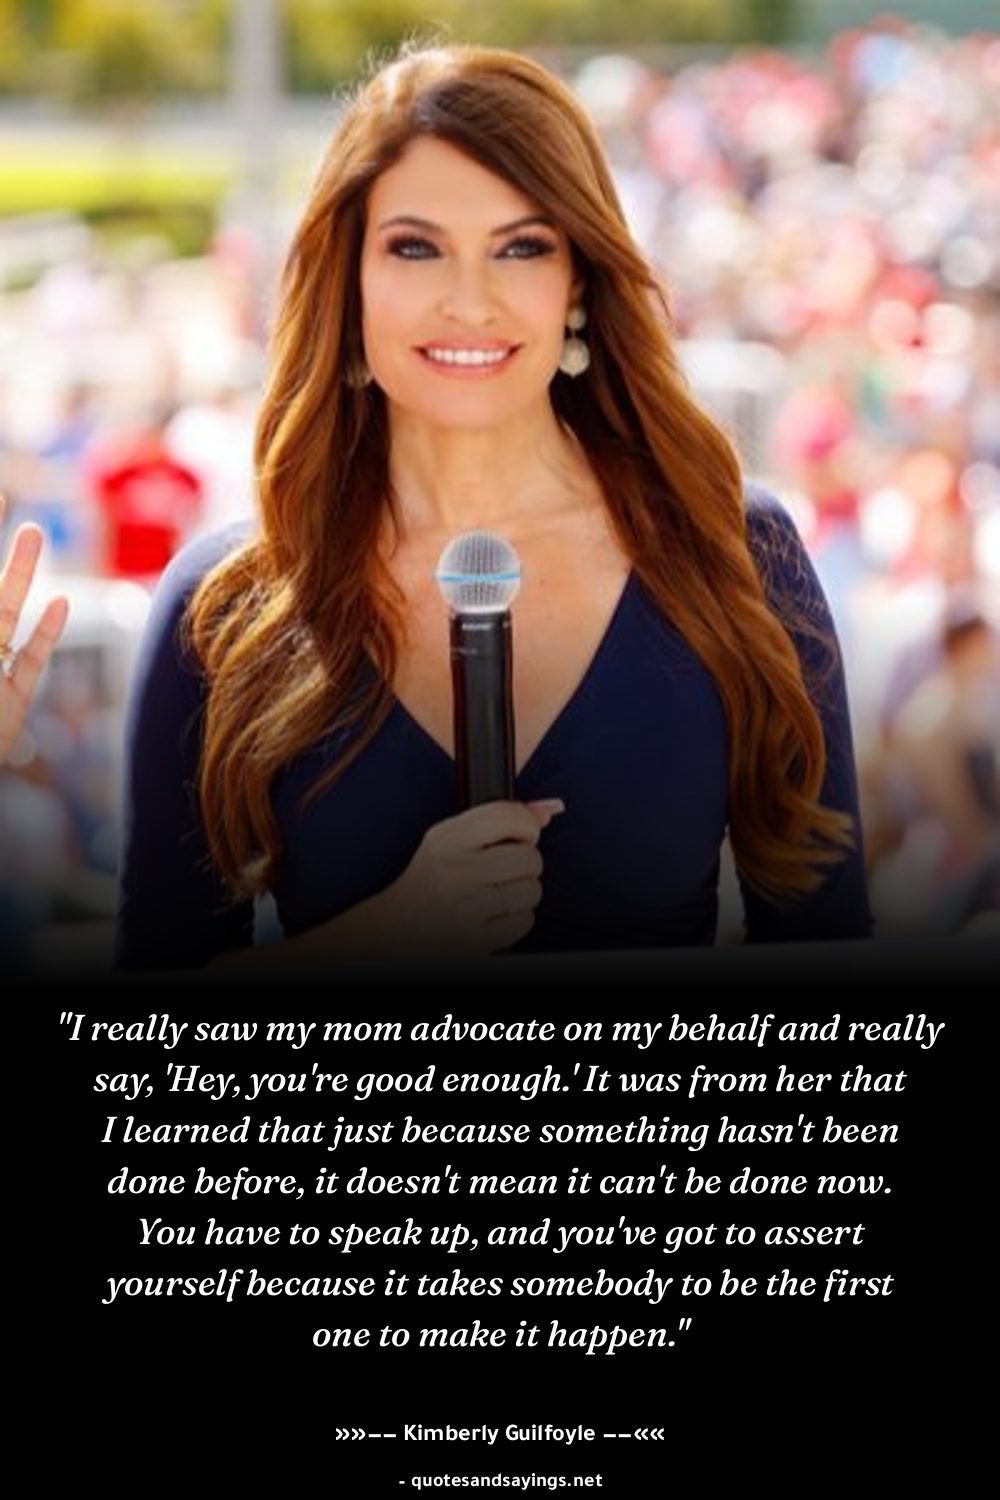 "I really saw my mom advocate on my behalf and really
say, 'Hey, you're good enough.' It was from her that
I learned that just because something hasn't been
done before, it doesn't mean it can't be done now.
You have to speak up, and you've got to assert
yourself because it takes somebody to be the first
one to make it happen."
»»–– Kimberly Guilfoyle ––««
- quotesandsayings.net